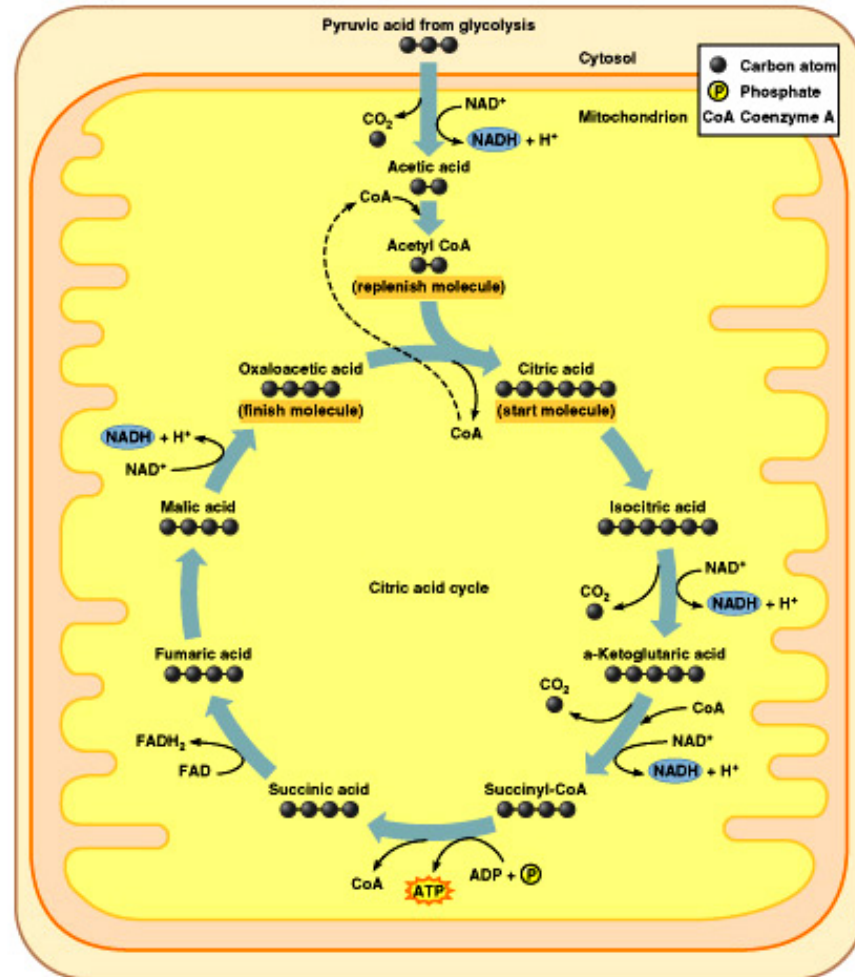 Pyruvic acid from glycolysis
Cytosol
Carbon atom
P Phosphate
CoA Coenzyme A
Mitochondrion
CO₂
NAD⁺
NADH + H⁺
Acetic acid
CoA
Acetyl CoA
(replenish molecule)
Oxaloacetic acid
(finish molecule)
Citric acid
(start molecule)
CoA
NADH + H⁺
NAD⁺
Malic acid
Isocitric acid
Citric acid cycle
CO₂
NAD⁺
NADH + H⁺
Fumaric acid
a-Ketoglutaric acid
CO₂
CoA
NAD⁺
NADH + H⁺
FADH₂
FAD
Succinic acid
Succinyl-CoA
CoA
ATP
ADP + P